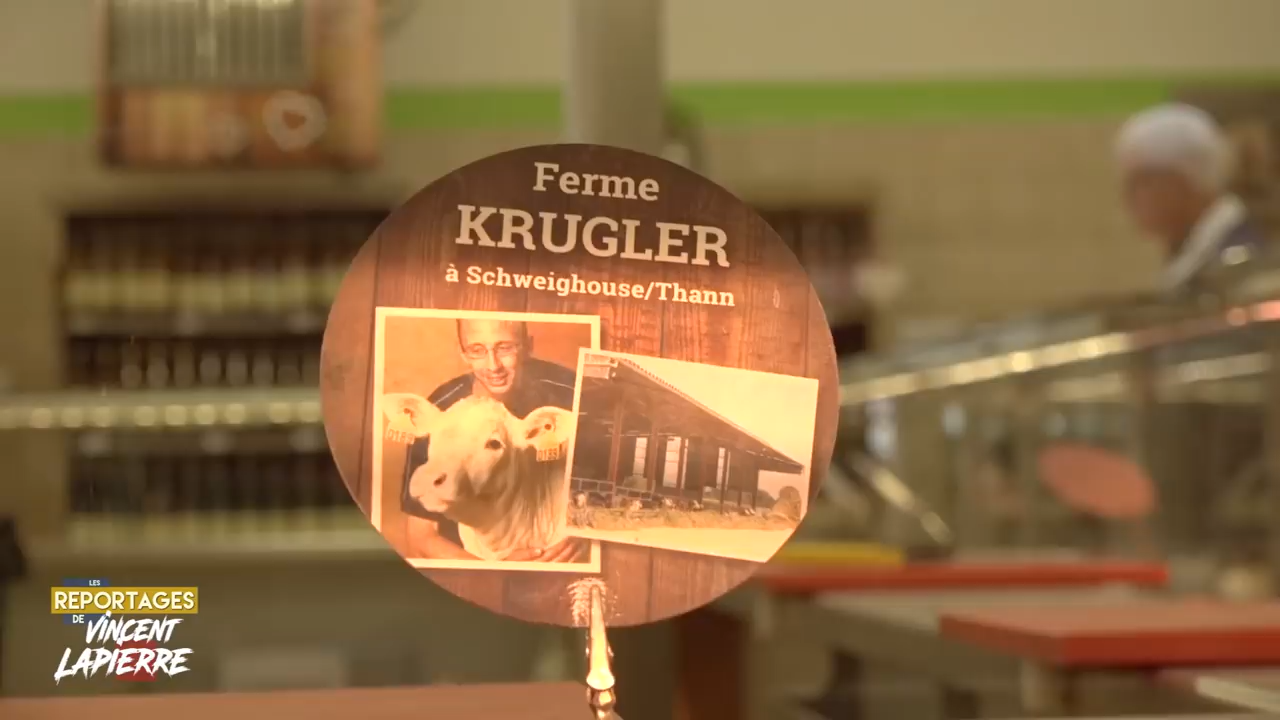 Ferme
KRUGLER
à Schweighouse/Thann
LES
REPORTAGES
DE VINCENT
LAPIERRE